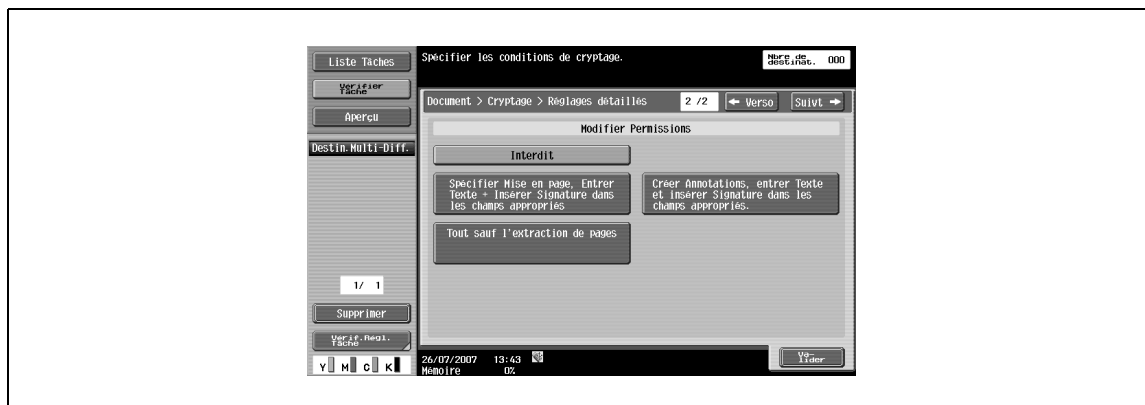 Liste Tâches
Vérifier
Tâche
Aperçu
Destin.Multi-Diff.
1/ 1
Supprimer
Vérif.Régl.
Tâche
Y M C K
Spécifier les conditions de cryptage.
Nbre de
destinat. 000
Document > Cryptage > Réglages détaillés 2 /2 ← Verso Suivt →
Modifier Permissions
Interdit
Spécifier Mise en page, Entrer
Texte + Insérer Signature dans
les champs appropriés
Créer Annotations, entrer Texte
et insérer Signature dans les
champs appropriés.
Tout sauf l'extraction de pages
26/07/2007 13:43
Mémoire 0%
Va-
lider